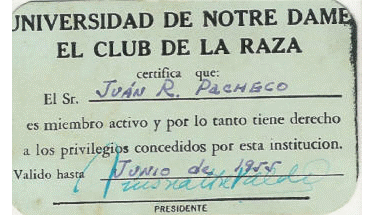 UNIVERSIDAD DE NOTRE DAME
EL CLUB DE LA RAZA
certifica que:
El Sr. JUÁN R. PACHECO
es miembro activo y por lo tanto tiene derecho
a los privilegios concedidos por esta institucion.
Valido hasta JUNIO de 1955
PRESIDENTE